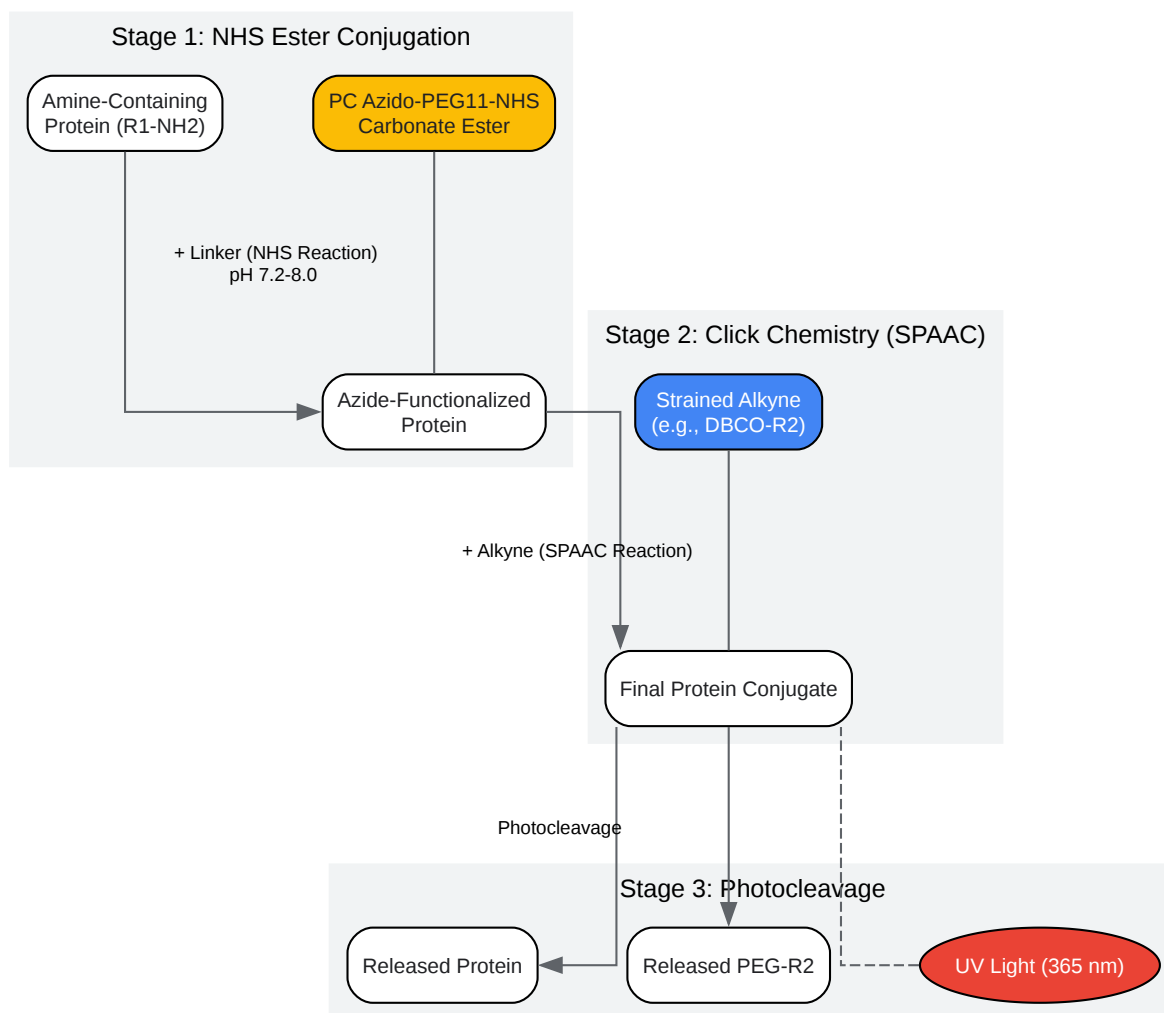 Stage 1: NHS Ester Conjugation
Amine-Containing
Protein (R1-NH2)
PC Azido-PEG11-NHS
Carbonate Ester
+ Linker (NHS Reaction)
pH 7.2-8.0
Azide-Functionalized
Protein
Stage 2: Click Chemistry (SPAAC)
Strained Alkyne
(e.g., DBCO-R2)
+ Alkyne (SPAAC Reaction)
Final Protein Conjugate
Photocleavage
Stage 3: Photocleavage
Released Protein
Released PEG-R2
UV Light (365 nm)